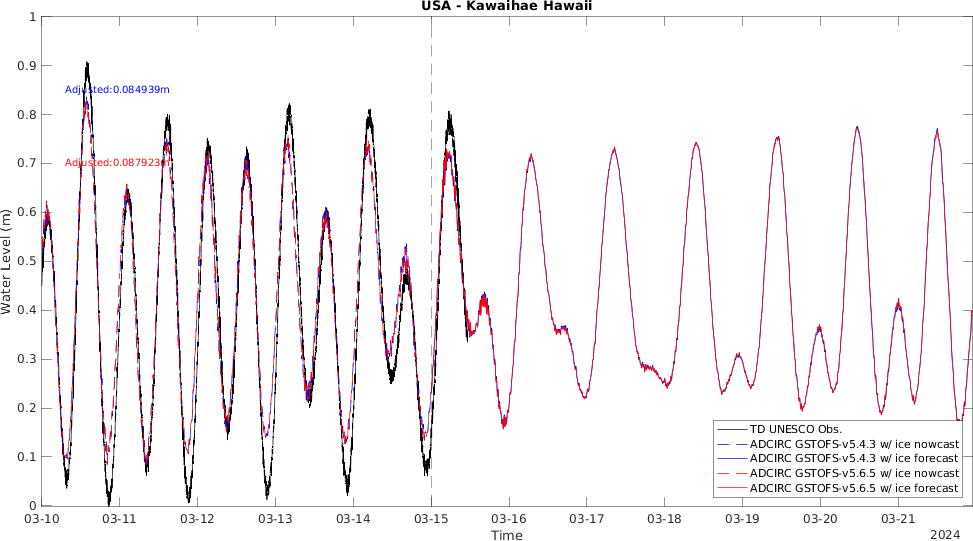 USA - Kawaihae Hawaii
1
0.9
0.8
0.7
0.6
0.5
0.4
0.3
0.2
0.1
0
Water Level (m)
Adjusted:0.084939m
Adjusted:0.087923m
TD UNESCO Obs.
ADCIRC GSTOFS-v5.4.3 w/ ice nowcast
ADCIRC GSTOFS-v5.4.3 w/ ice forecast
ADCIRC GSTOFS-v5.6.5 w/ ice nowcast
ADCIRC GSTOFS-v5.6.5 w/ ice forecast
03-10 03-11 03-12 03-13 03-14 03-15 03-16 03-17 03-18 03-19 03-20 03-21
Time
2024